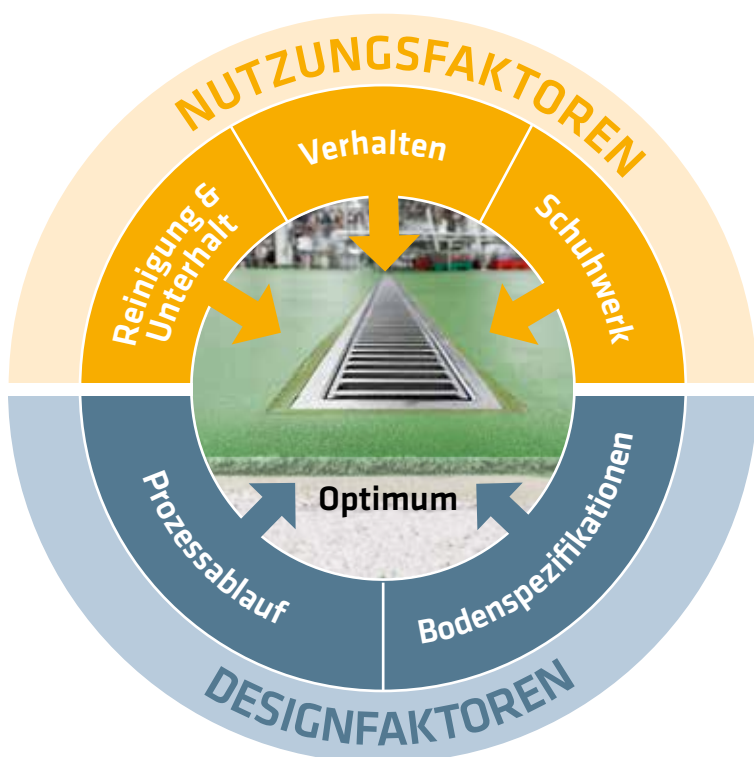 NUTZUNGSFAKTOREN
Verhalten
Reinigung &
Unterhalt
Schuhwerk
Optimum
Prozessablauf
Bodenspezifikationen
DESIGNFAKTOREN